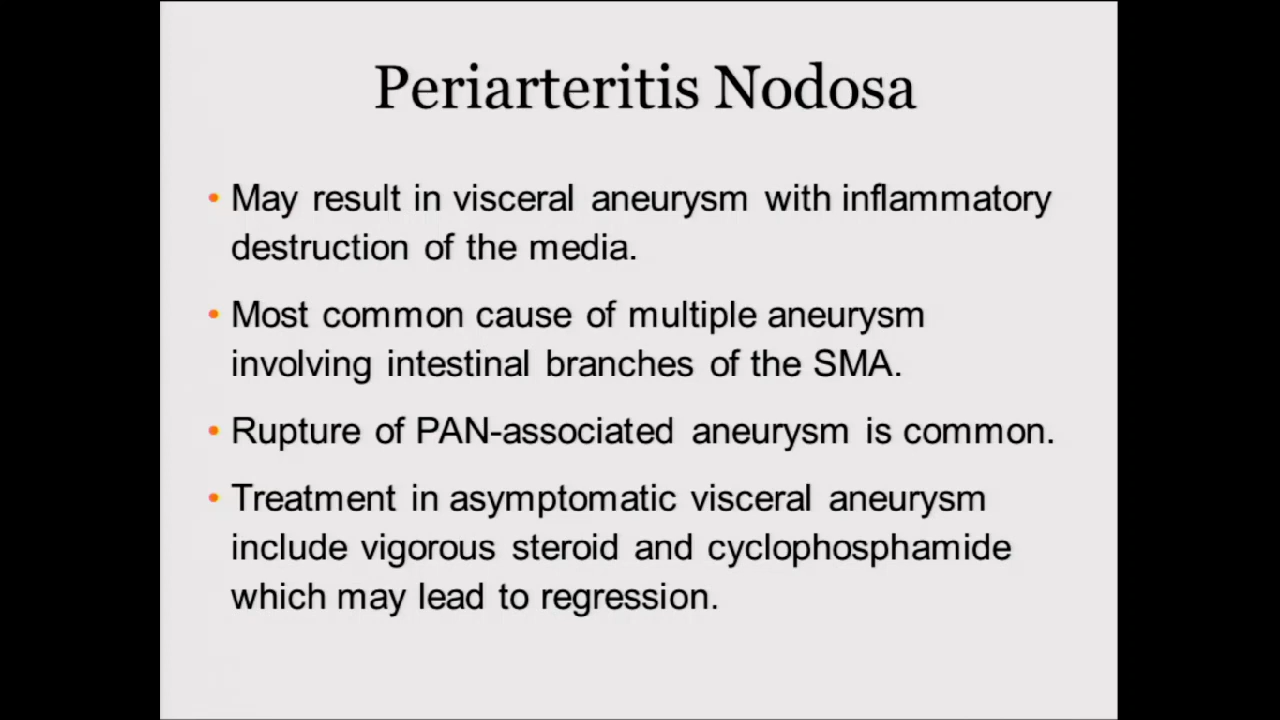 Periarteritis Nodosa
• May result in visceral aneurysm with inflammatory
destruction of the media.
• Most common cause of multiple aneurysm
involving intestinal branches of the SMA.
• Rupture of PAN-associated aneurysm is common.
• Treatment in asymptomatic visceral aneurysm
include vigorous steroid and cyclophosphamide
which may lead to regression.